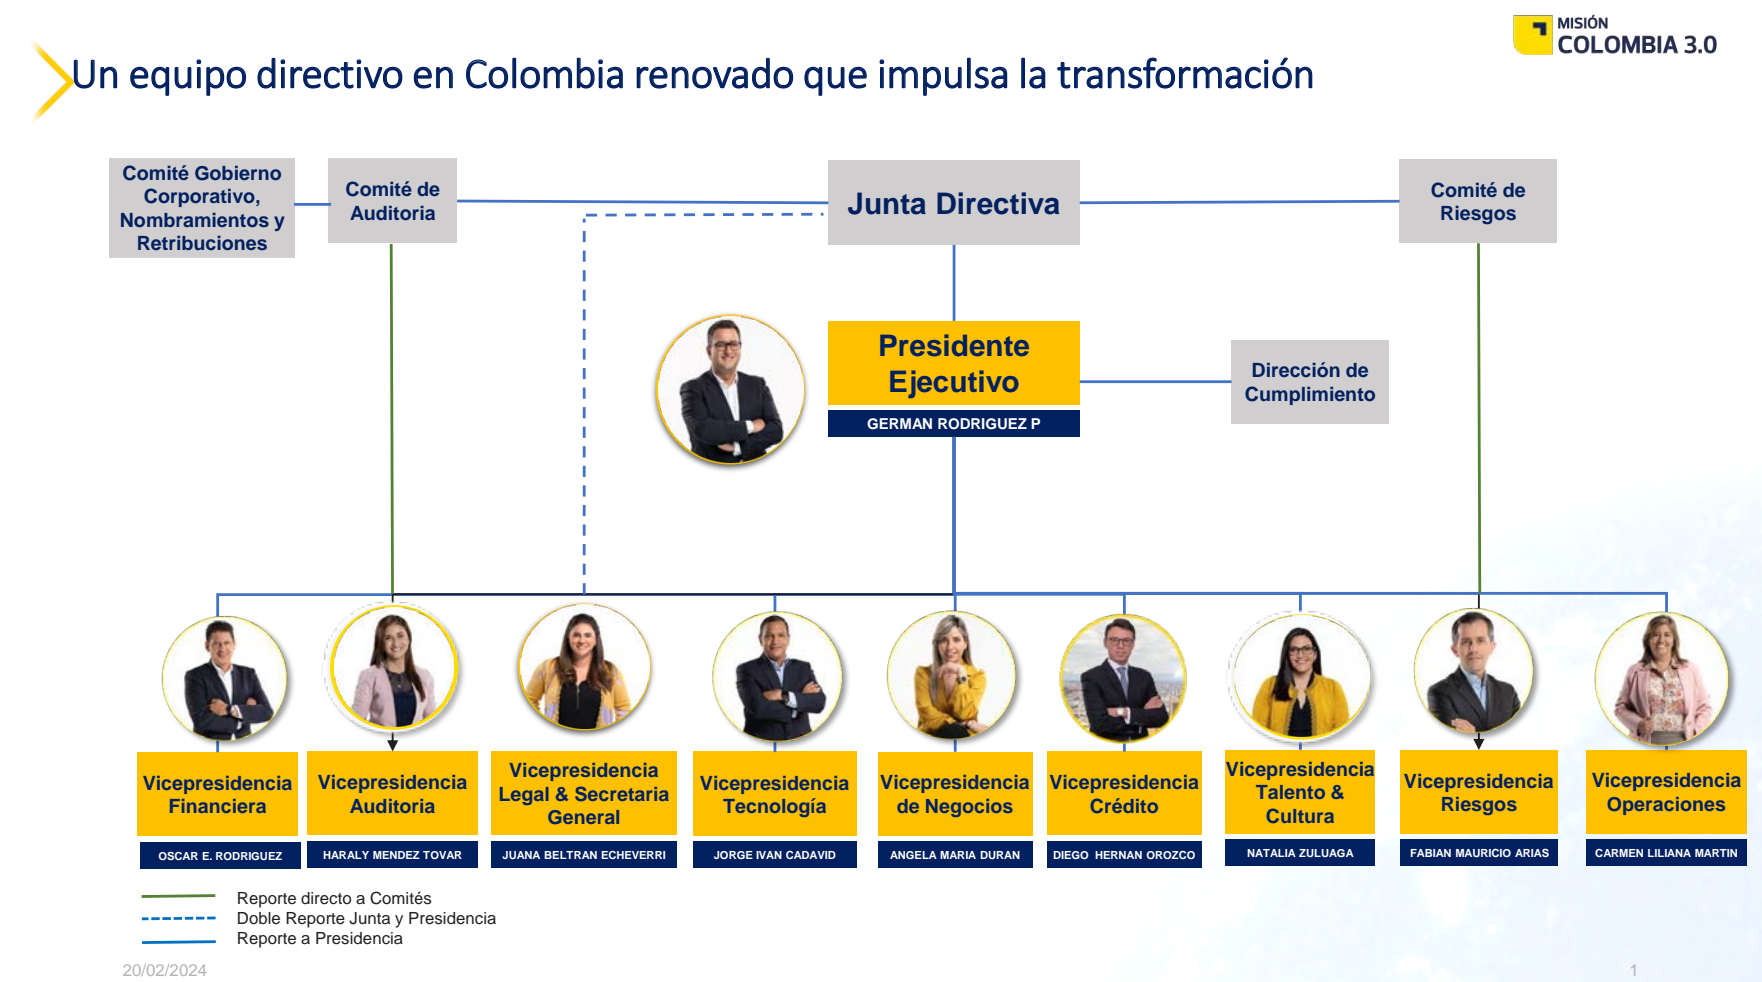 MISIÓN
COLOMBIA 3.0
Un equipo directivo en Colombia renovado que impulsa la transformación
Comité Gobierno
Corporativo,
Nombramientos y
Retribuciones
Comité de
Auditoria
Junta Directiva
Comité de
Riesgos
Presidente
Ejecutivo
GERMAN RODRIGUEZ P
Dirección de
Cumplimiento
Vicepresidencia
Financiera
OSCAR E. RODRIGUEZ
Vicepresidencia
Auditoria
HARALY MENDEZ TOVAR
Vicepresidencia
Legal & Secretaria
General
JUANA BELTRAN ECHEVERRI
Vicepresidencia
Tecnología
JORGE IVAN CADAVID
Vicepresidencia
de Negocios
ANGELA MARIA DURAN
Vicepresidencia
Crédito
DIEGO  HERNAN OROZCO
Vicepresidencia
Talento &
Cultura
NATALIA ZULUAGA
Vicepresidencia
Riesgos
FABIAN MAURICIO ARIAS
Vicepresidencia
Operaciones
CARMEN LILIANA MARTIN
Reporte directo a Comités
Doble Reporte Junta y Presidencia
Reporte a Presidencia
20/02/2024
1